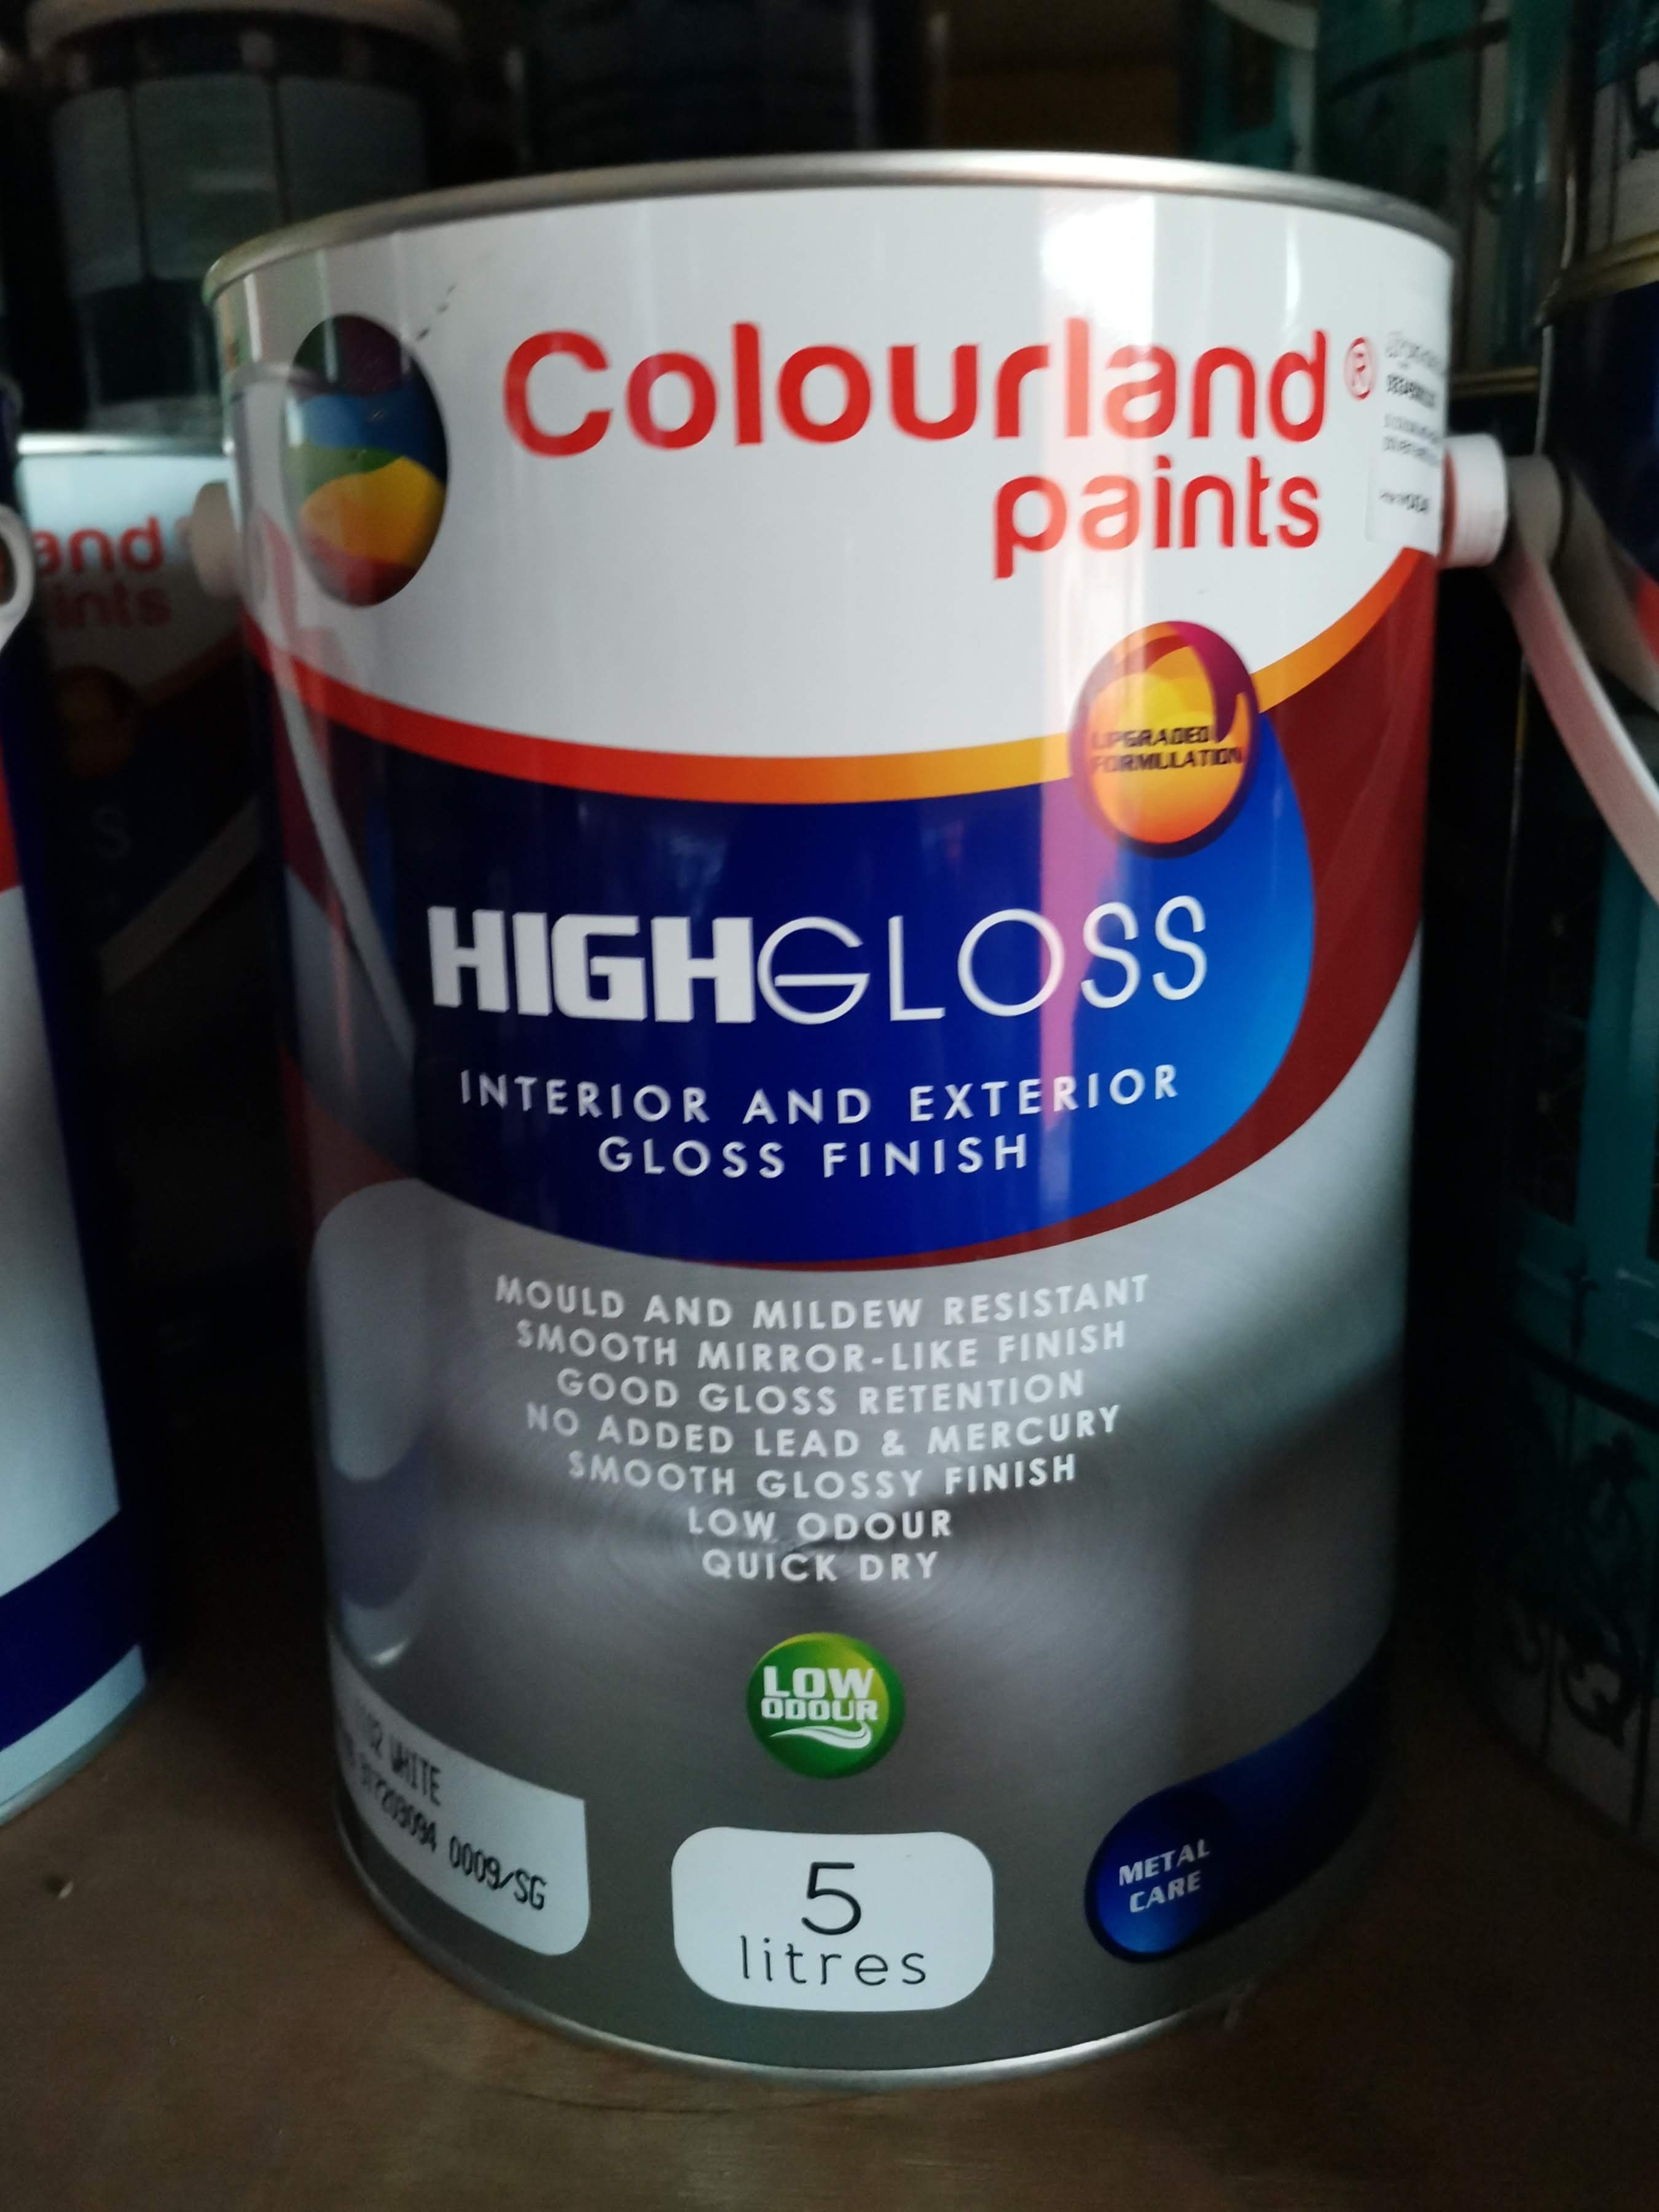 Colourland®
paints
UPGRADED
FORMULATION
HIGHGLOSS
INTERIOR AND EXTERIOR
GLOSS FINISH
MOULD AND MILDEW RESISTANT
SMOOTH MIRROR-LIKE FINISH
GOOD GLOSS RETENTION
NO ADDED LEAD & MERCURY
SMOOTH GLOSSY FINISH
LOW ODOUR
QUICK DRY
LOW
ODOUR
WHITE
0009/SG
5
litres
METAL
CARE
and
ints